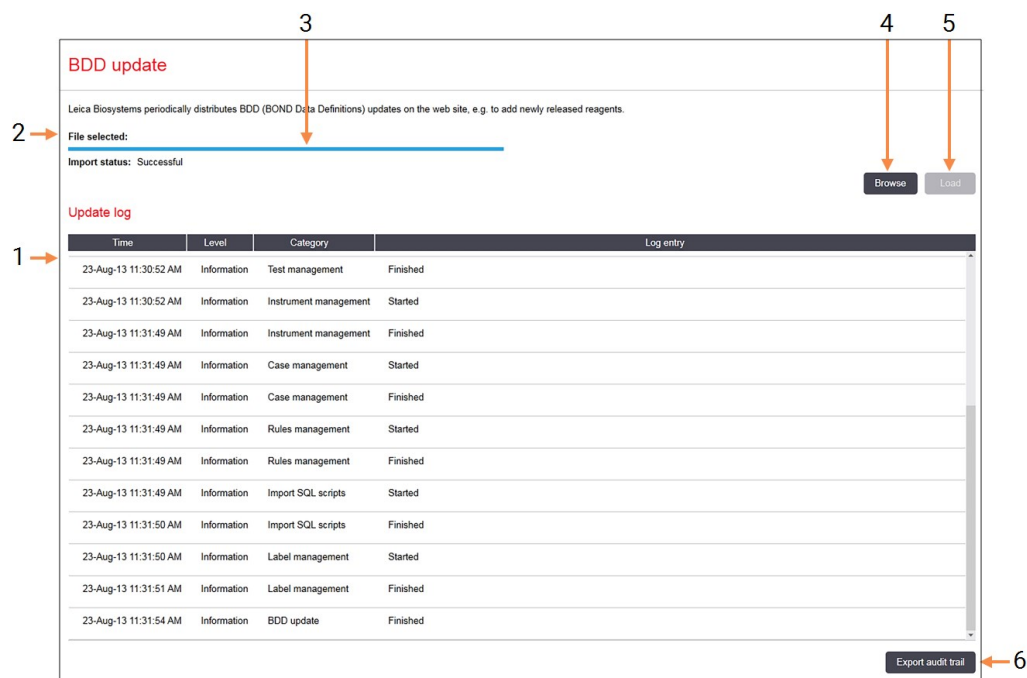 3 4 5
BDD update
Leica Biosystems periodically distributes BDD (BOND Data Definitions) updates on the web site, e.g. to add newly released reagents.
2
File selected:
Import status: Successful
Browse Load
Update log
Time Level Category Log entry
1
23-Aug-13 11:30:52 AM Information Test management Finished
23-Aug-13 11:30:52 AM Information Instrument management Started
23-Aug-13 11:31:49 AM Information Instrument management Finished
23-Aug-13 11:31:49 AM Information Case management Started
23-Aug-13 11:31:49 AM Information Case management Finished
23-Aug-13 11:31:49 AM Information Rules management Started
23-Aug-13 11:31:49 AM Information Rules management Finished
23-Aug-13 11:31:49 AM Information Import SQL scripts Started
23-Aug-13 11:31:50 AM Information Import SQL scripts Finished
23-Aug-13 11:31:50 AM Information Label management Started
23-Aug-13 11:31:51 AM Information Label management Finished
23-Aug-13 11:31:54 AM Information BDD update Finished
Export audit trail 6